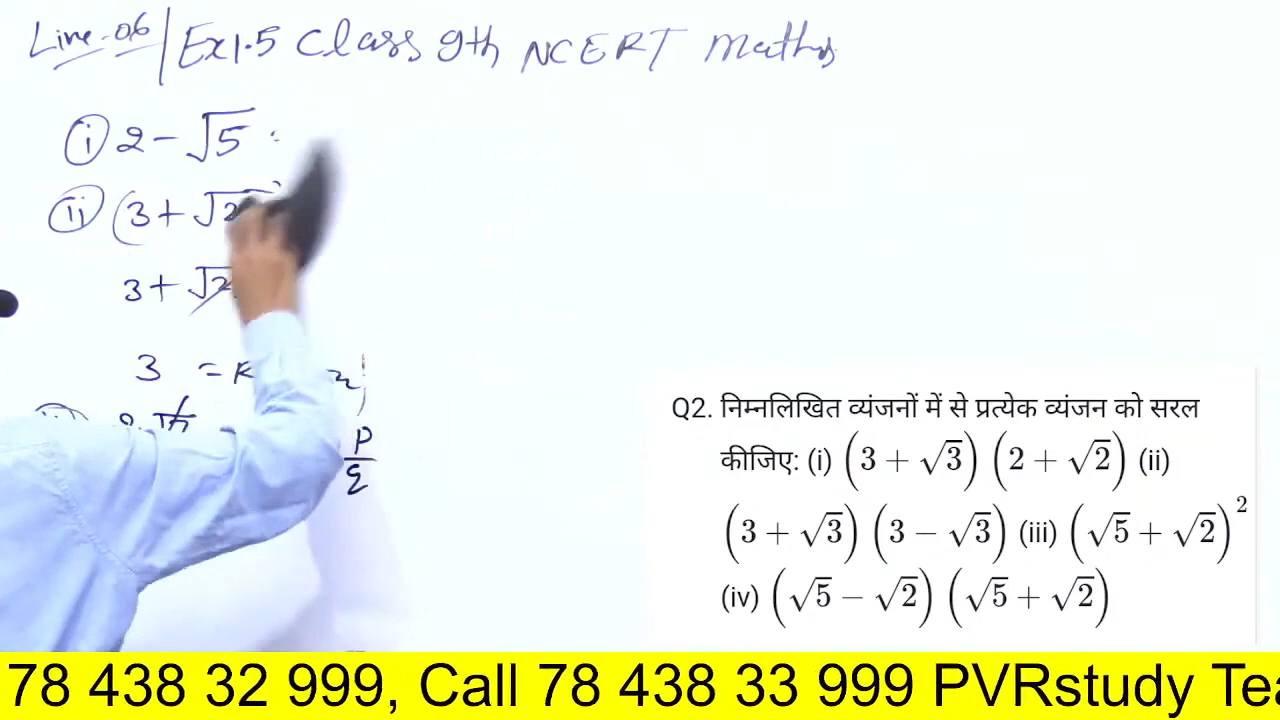 Line-06 | Ex1.5 Class 9th NCERT Maths
(i) 2 - √5 :
(ii) (3 + √2
3 + √2
3 =
P
Q2. निम्नलिखित व्यंजनों में से प्रत्येक व्यंजन को सरल
कीजिए: (i) (3 + √3) (2 + √2) (ii)
(3 + √3) (3 − √3) (iii) (√5 + √2)²
(iv) (√5 − √2) (√5 + √2)
78 438 32 999, Call 78 438 33 999 PVRstudy Tea